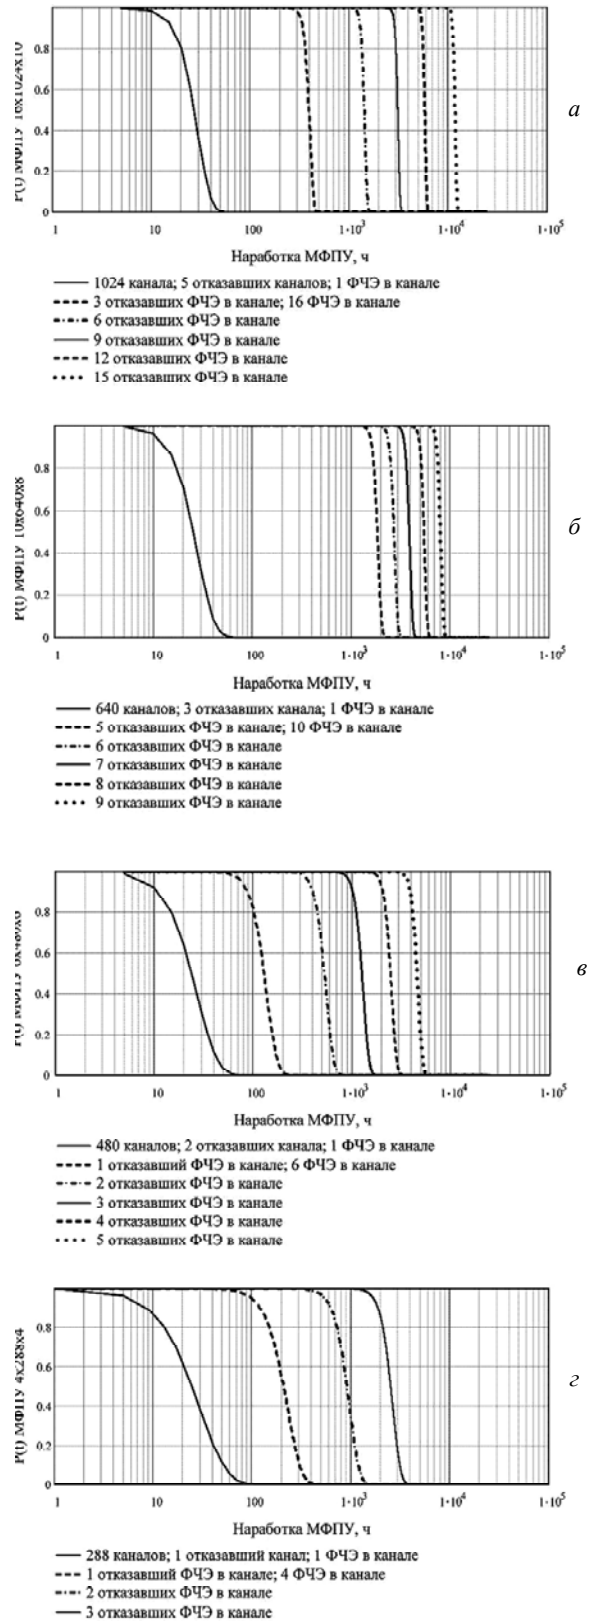 P(t) МФПУ 16х1024х10
0.8
0.6
0.4
0.2
0
1 10 100 1·10³ 1·10⁴ 1·10⁵
Наработка МФПУ, ч
а
1024 канала; 5 отказавших каналов; 1 ФЧЭ в канале
3 отказавших ФЧЭ в канале; 16 ФЧЭ в канале
6 отказавших ФЧЭ в канале
9 отказавших ФЧЭ в канале
12 отказавших ФЧЭ в канале
15 отказавших ФЧЭ в канале
P(t) МФПУ 10х640х8
0.8
0.6
0.4
0.2
0
1 10 100 1·10³ 1·10⁴ 1·10⁵
Наработка МФПУ, ч
б
640 каналов; 3 отказавших канала; 1 ФЧЭ в канале
5 отказавших ФЧЭ в канале; 10 ФЧЭ в канале
6 отказавших ФЧЭ в канале
7 отказавших ФЧЭ в канале
8 отказавших ФЧЭ в канале
9 отказавших ФЧЭ в канале
P(t) МФПУ 6х480х6
0.8
0.6
0.4
0.2
0
1 10 100 1·10³ 1·10⁴ 1·10⁵
Наработка МФПУ, ч
в
480 каналов; 2 отказавших канала; 1 ФЧЭ в канале
1 отказавший ФЧЭ в канале; 6 ФЧЭ в канале
2 отказавших ФЧЭ в канале
3 отказавших ФЧЭ в канале
4 отказавших ФЧЭ в канале
5 отказавших ФЧЭ в канале
P(t) МФПУ 4х288х4
0.8
0.6
0.4
0.2
0
1 10 100 1·10³ 1·10⁴ 1·10⁵
Наработка МФПУ, ч
г
288 каналов; 1 отказавший канал; 1 ФЧЭ в канале
1 отказавший ФЧЭ в канале; 4 ФЧЭ в канале
2 отказавших ФЧЭ в канале
3 отказавших ФЧЭ в канале